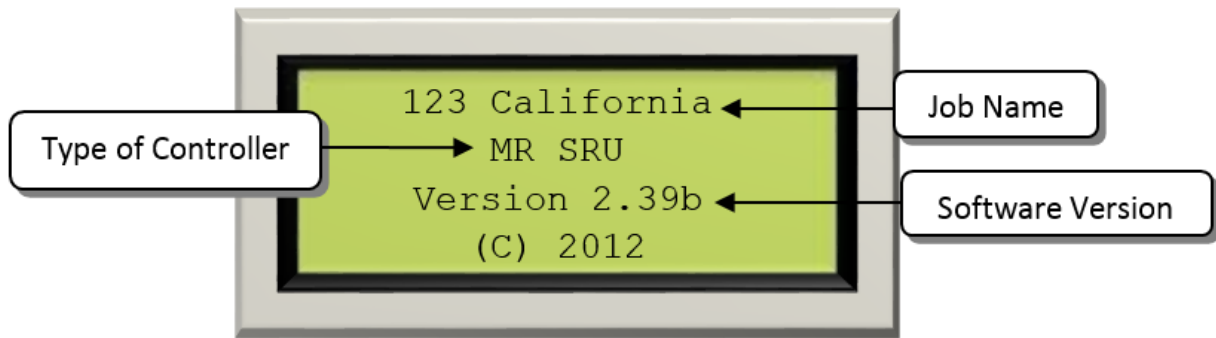 123 California
Job Name
Type of Controller
MR SRU
Version 2.39b
Software Version
(C) 2012